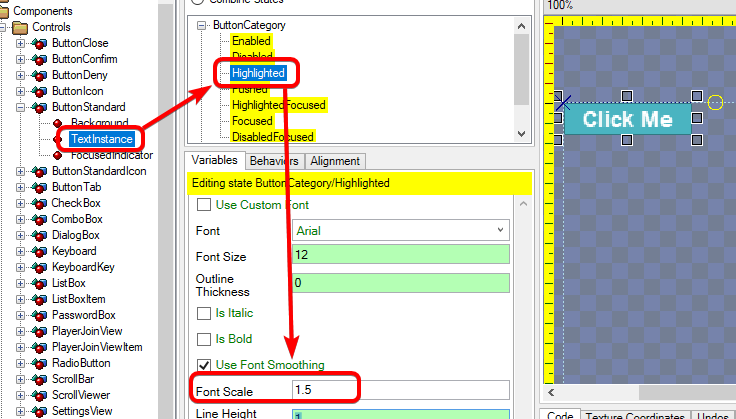 Components
Controls
ButtonClose
ButtonConfirm
ButtonDeny
ButtonIcon
ButtonStandard
Background
TextInstance
FocusedIndicator
ButtonStandardIcon
ButtonTab
CheckBox
ComboBox
DialogBox
Keyboard
KeyboardKey
ListBox
ListBoxItem
PasswordBox
PlayerJoinView
PlayerJoinViewItem
RadioButton
ScrollBar
ScrollViewer
SettingsView
Combine States
ButtonCategory
Enabled
Disabled
Highlighted
Pushed
HighlightedFocused
Focused
DisabledFocused
Variables Behaviors Alignment
Editing state ButtonCategory/Highlighted
Use Custom Font
Font Arial
Font Size 12
Outline
Thickness 0
Is Italic
Is Bold
Use Font Smoothing
Font Scale 1.5
Line Height 1
Click Me
Code Texture Coordinates Undos